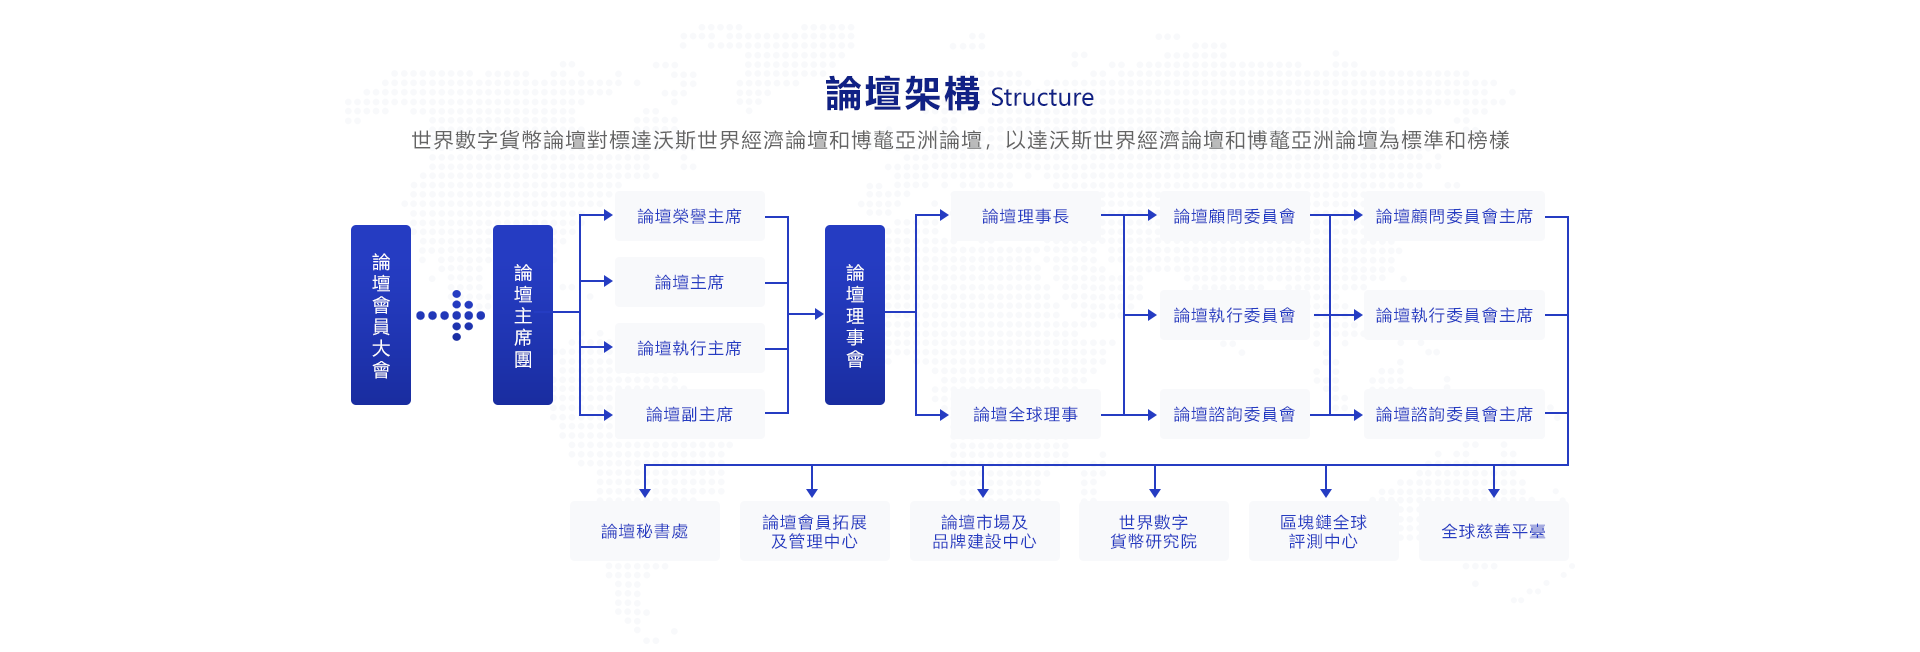 論壇架構 Structure
世界數字貨幣論壇對標達沃斯世界經濟論壇和博鰲亞洲論壇，以達沃斯世界經濟論壇和博鰲亞洲論壇為標準和榜樣
論壇會員大會
論壇主席團
論壇榮譽主席
論壇主席
論壇執行主席
論壇副主席
論壇理事會
論壇理事長
論壇全球理事
論壇顧問委員會
論壇執行委員會
論壇諮詢委員會
論壇顧問委員會主席
論壇執行委員會主席
論壇諮詢委員會主席
論壇秘書處
論壇會員拓展
及管理中心
論壇市場及
品牌建設中心
世界數字
貨幣研究院
區塊鏈全球
評測中心
全球慈善平臺